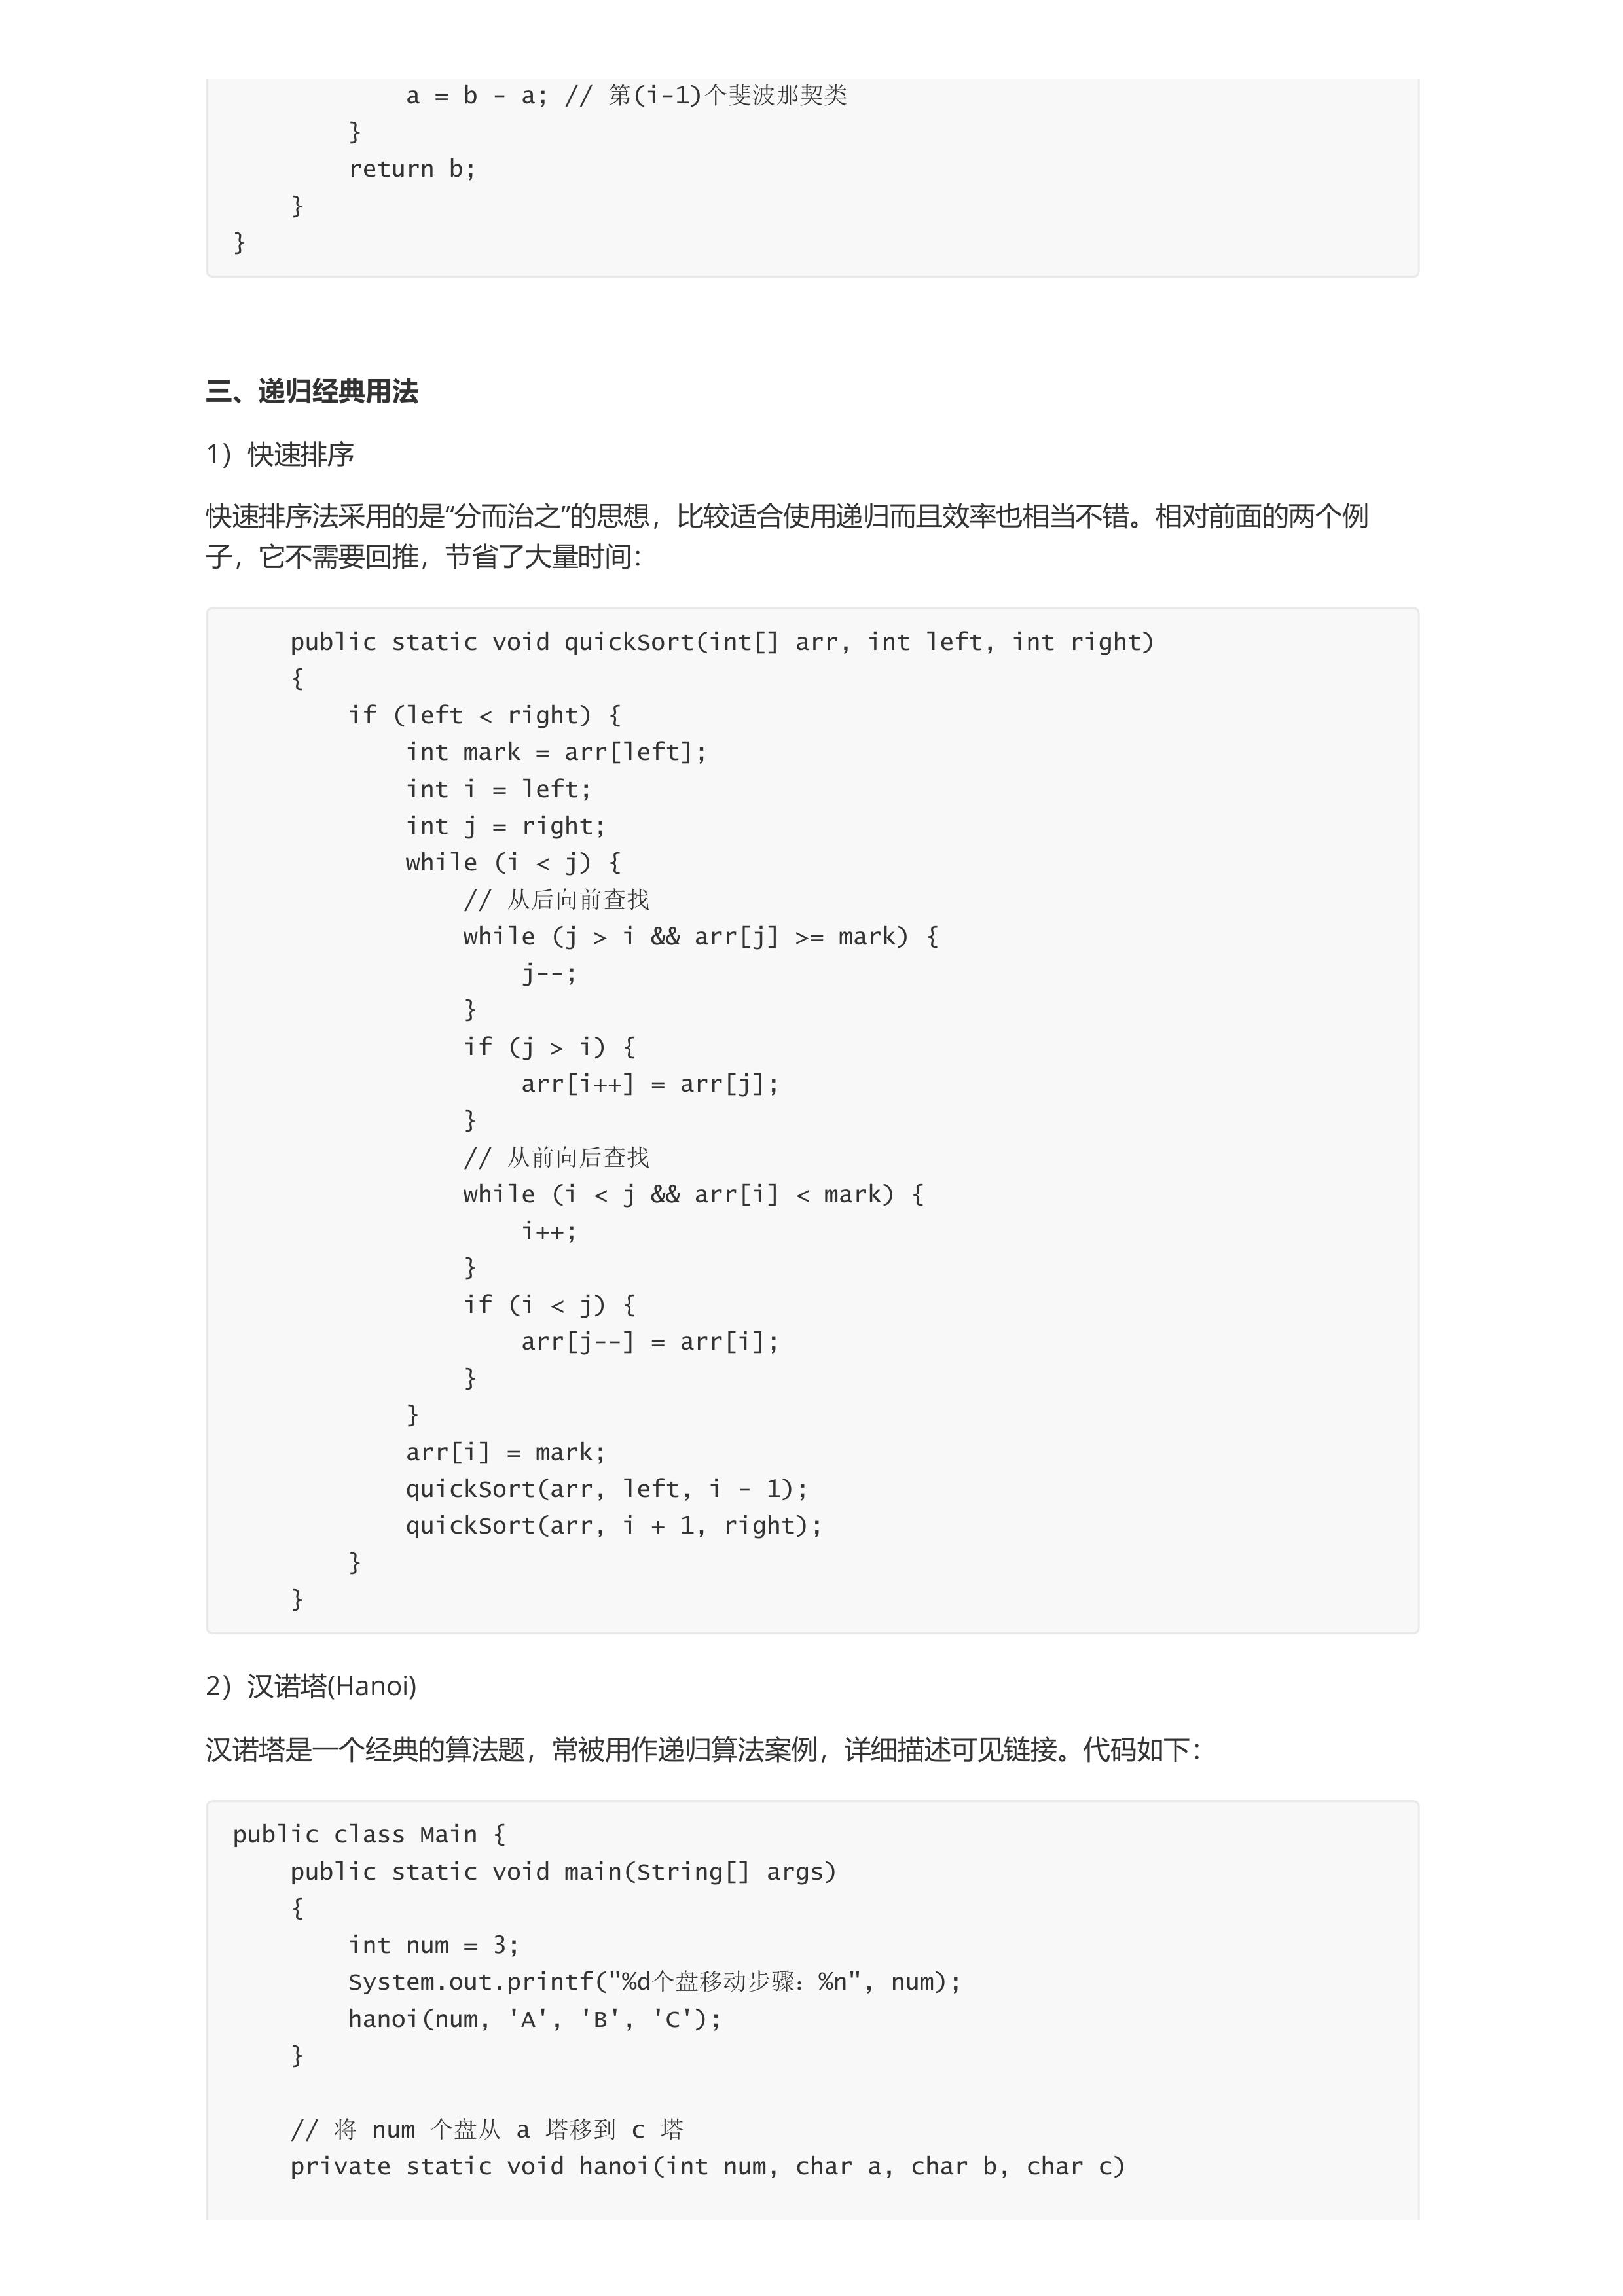 a = b - a; // 第(i-1)个斐波那契类
        }
        return b;
    }
}
三、递归经典用法
1）快速排序
快速排序法采用的是“分而治之”的思想，比较适合使用递归而且效率也相当不错。相对前面的两个例
子，它不需要回推，节省了大量时间：
    public static void quickSort(int[] arr, int left, int right)
    {
        if (left < right) {
            int mark = arr[left];
            int i = left;
            int j = right;
            while (i < j) {
                // 从后向前查找
                while (j > i && arr[j] >= mark) {
                    j--;
                }
                if (j > i) {
                    arr[i++] = arr[j];
                }
                // 从前向后查找
                while (i < j && arr[i] < mark) {
                    i++;
                }
                if (i < j) {
                    arr[j--] = arr[i];
                }
            }
            arr[i] = mark;
            quickSort(arr, left, i - 1);
            quickSort(arr, i + 1, right);
        }
    }
2）汉诺塔(Hanoi)
汉诺塔是一个经典的算法题，常被用作递归算法案例，详细描述可见链接。代码如下：
public class Main {
    public static void main(String[] args)
    {
        int num = 3;
        System.out.printf("%d个盘移动步骤：%n", num);
        hanoi(num, 'A', 'B', 'C');
    }
    // 将 num 个盘从 a 塔移到 c 塔
    private static void hanoi(int num, char a, char b, char c)